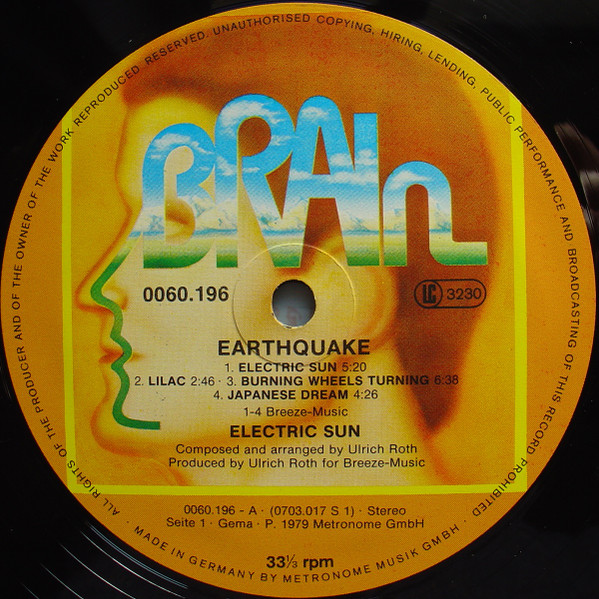 ALL RIGHTS OF THE PRODUCER AND OF THE OWNER OF THE WORK REPRODUCED RESERVED. UNAUTHORISED COPYING, HIRING, LENDING, PUBLIC PERFORMANCE AND BROADCASTING OF THIS RECORD PROHIBITED
BRAIn
0060.196
LC 3230
EARTHQUAKE
1. ELECTRIC SUN 5:20
2. LILAC 2:46 · 3. BURNING WHEELS TURNING 6:38
4. JAPANESE DREAM 4:26
1-4 Breeze-Music
ELECTRIC SUN
Composed and arranged by Ulrich Roth
Produced by Ulrich Roth for Breeze-Music
0060.196 - A · (0703.017 S 1) · Stereo
Seite 1 · Gema · P. 1979 Metronome GmbH
33⅓ rpm
· MADE IN GERMANY BY METRONOME MUSIK GMBH ·